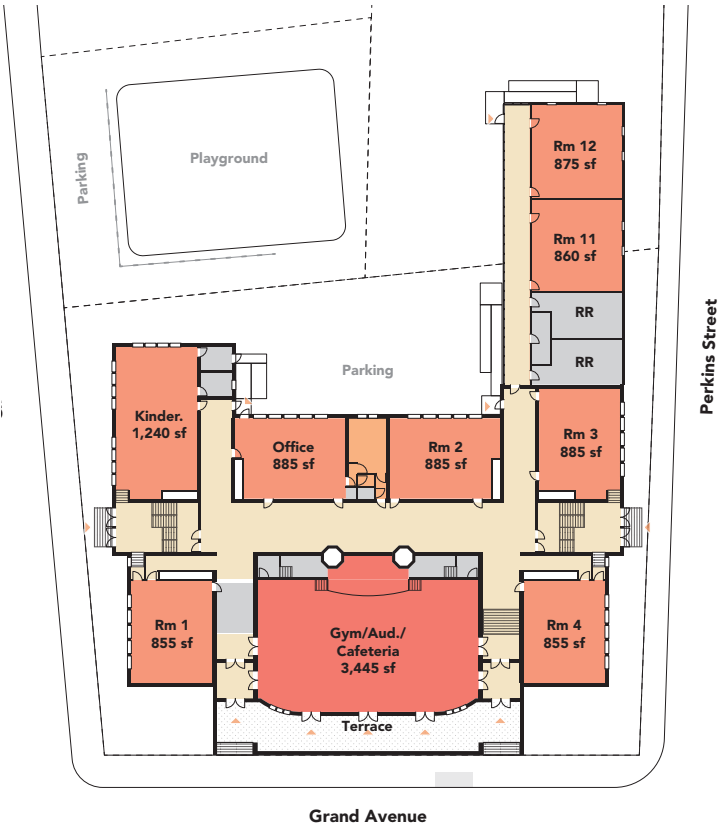 Rm 12
875 sf
Playground
Parking
Rm 11
860 sf
RR
RR
Perkins Street
Parking
Kinder.
1,240 sf
Rm 3
885 sf
Office
885 sf
Rm 2
885 sf
Rm 1
855 sf
Gym/Aud./
Cafeteria
3,445 sf
Rm 4
855 sf
Terrace
Grand Avenue